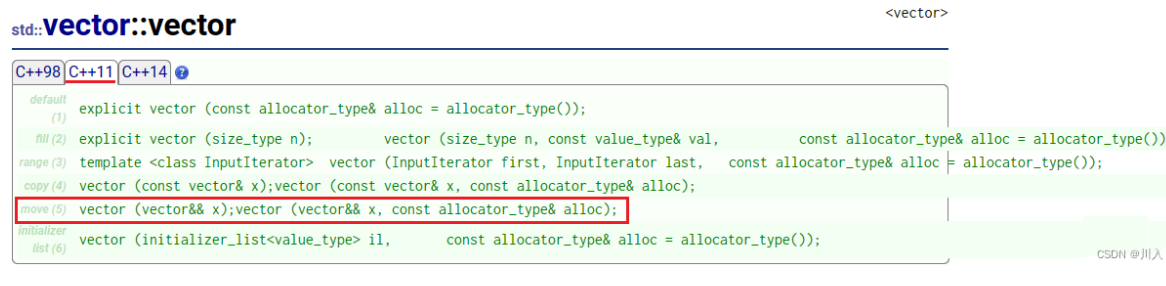 <vector>
std::vector::vector
C++98 C++11 C++14 ?
default (1) explicit vector (const allocator_type& alloc = allocator_type());
fill (2) explicit vector (size_type n); vector (size_type n, const value_type& val, const allocator_type& alloc = allocator_type())
range (3) template <class InputIterator> vector (InputIterator first, InputIterator last, const allocator_type& alloc = allocator_type());
copy (4) vector (const vector& x);vector (const vector& x, const allocator_type& alloc);
move (5) vector (vector&& x);vector (vector&& x, const allocator_type& alloc);
initializer list (6) vector (initializer_list<value_type> il, const allocator_type& alloc = allocator_type());
CSDN @川入